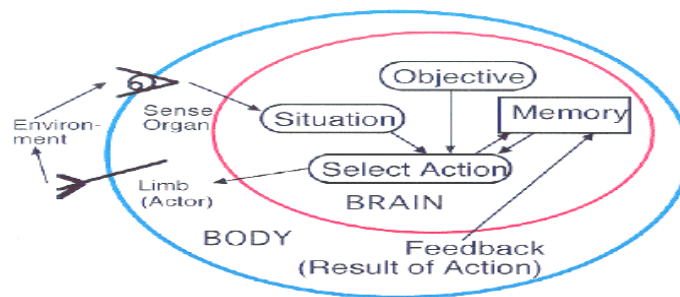 Objective
Memory
Sense
Organ
Situation
Environ-
ment
Select Action
Limb
(Actor)
BRAIN
BODY
Feedback
(Result of Action)